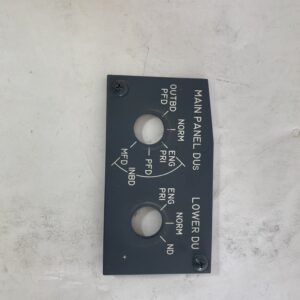 MAIN PANEL DUs
OUTBD
PFD
NORM
ENG
PRI
PFD
MFD
INBD
LOWER DU
ENG
PRI
NORM
ND